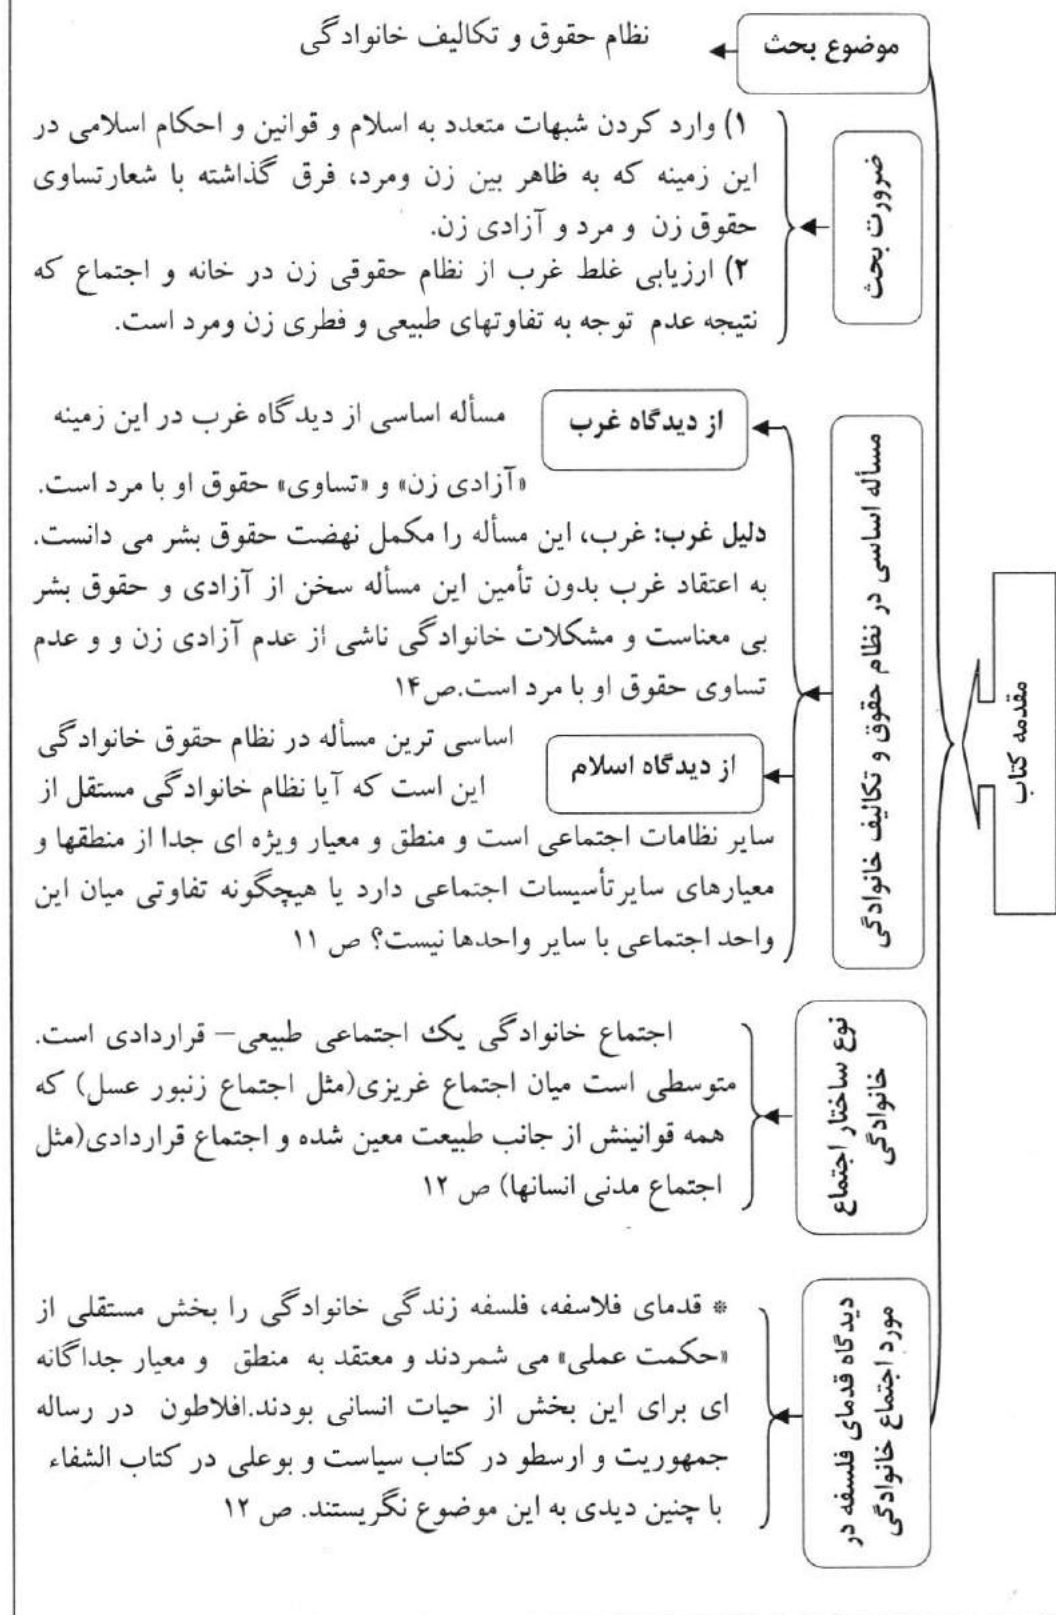 مقدمه کتاب
موضوع بحث
نظام حقوق و تکالیف خانوادگی
ضرورت بحث
۱) وارد کردن شبهات متعدد به اسلام و قوانین و احکام اسلامی در
این زمینه که به ظاهر بین زن ومرد، فرق گذاشته با شعارتساوی
حقوق زن و مرد و آزادی زن.
۲) ارزیابی غلط غرب از نظام حقوقی زن در خانه و اجتماع که
نتیجه عدم توجه به تفاوتهای طبیعی و فطری زن ومرد است.
مسأله اساسی در نظام حقوق و تکالیف خانوادگی
از دیدگاه غرب
مسأله اساسی از دیدگاه غرب در این زمینه
«آزادی زن» و «تساوی» حقوق او با مرد است.
دلیل غرب: غرب، این مسأله را مکمل نهضت حقوق بشر می دانست.
به اعتقاد غرب بدون تأمین این مسأله سخن از آزادی و حقوق بشر
بی معناست و مشکلات خانوادگی ناشی از عدم آزادی زن و و عدم
تساوی حقوق او با مرد است.ص۱۴
از دیدگاه اسلام
اساسی ترین مسأله در نظام حقوق خانوادگی
این است که آیا نظام خانوادگی مستقل از
سایر نظامات اجتماعی است و منطق و معیار ویژه ای جدا از منطقها و
معیارهای سایرتأسیسات اجتماعی دارد یا هیچگونه تفاوتی میان این
واحد اجتماعی با سایر واحدها نیست؟ ص ۱۱
نوع ساختار اجتماع
خانوادگی
اجتماع خانوادگی یک اجتماعی طبیعی– قراردادی است.
متوسطی است میان اجتماع غریزی(مثل اجتماع زنبور عسل) که
همه قوانینش از جانب طبیعت معین شده و اجتماع قراردادی(مثل
اجتماع مدنی انسانها) ص ۱۲
دیدگاه قدمای فلسفه در
مورد اجتماع خانوادگی
* قدمای فلاسفه، فلسفه زندگی خانوادگی را بخش مستقلی از
«حکمت عملی» می شمردند و معتقد به منطق و معیار جداگانه
ای برای این بخش از حیات انسانی بودند.افلاطون در رساله
جمهوریت و ارسطو در کتاب سیاست و بوعلی در کتاب الشفاء
با چنین دیدی به این موضوع نگریستند. ص ۱۲